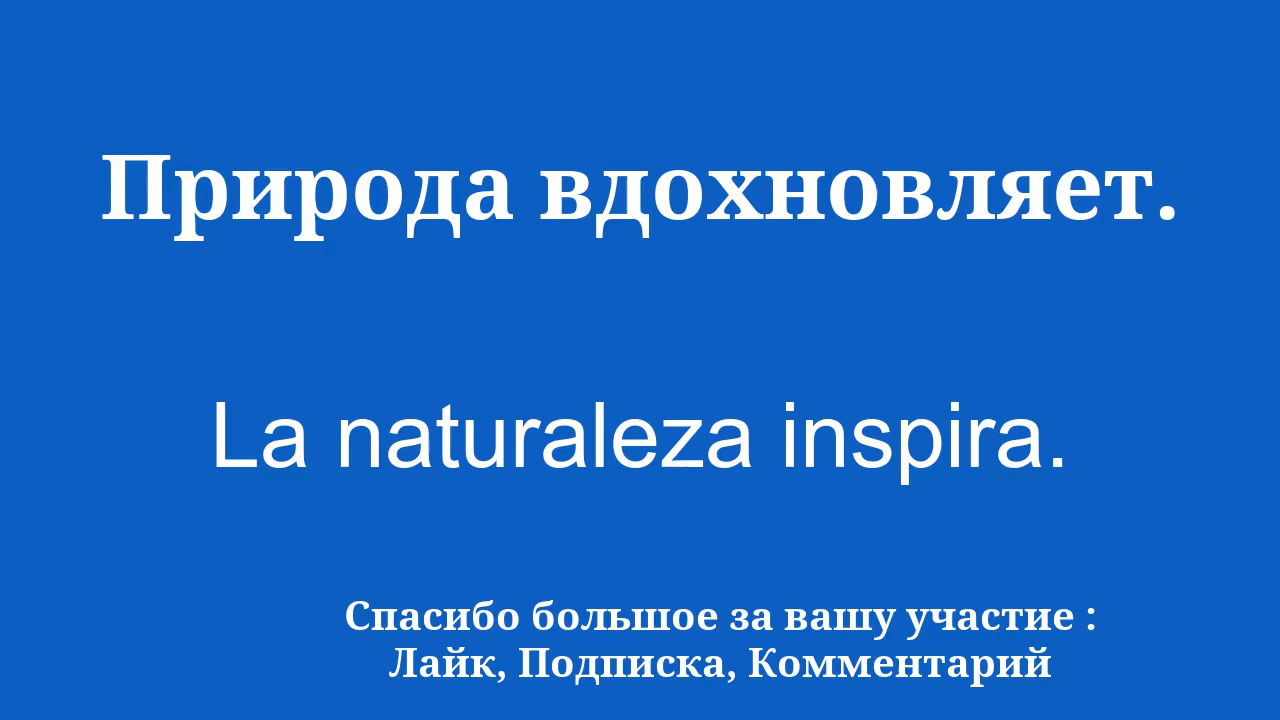 Природа вдохновляет.
La naturaleza inspira.
Спасибо большое за вашу участие :
Лайк, Подписка, Комментарий